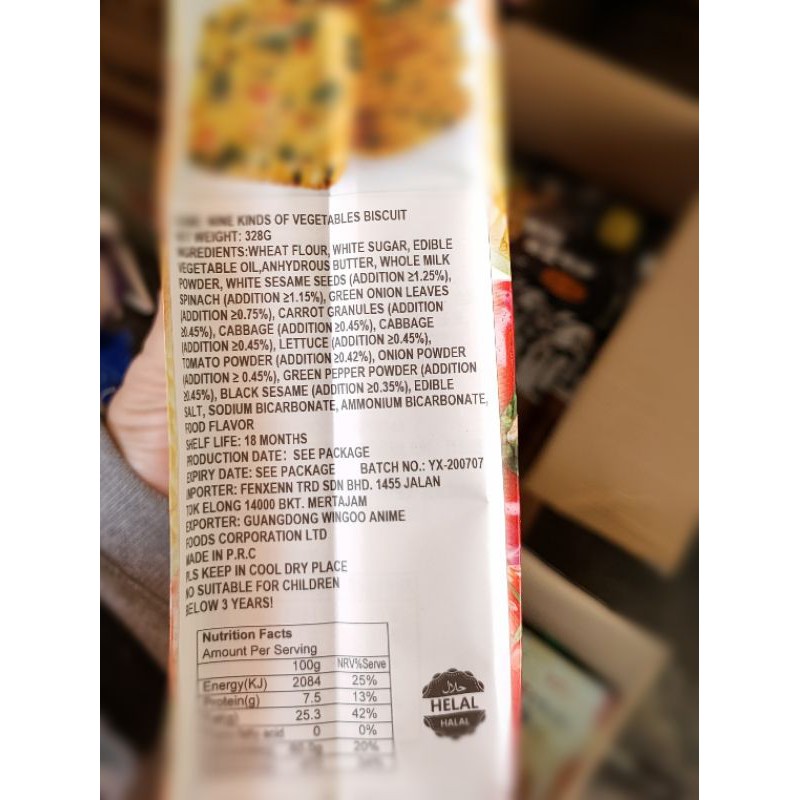 NINE KINDS OF VEGETABLES BISCUIT
WEIGHT: 328G
INGREDIENTS:WHEAT FLOUR, WHITE SUGAR, EDIBLE
VEGETABLE OIL,ANHYDROUS BUTTER, WHOLE MILK
POWDER, WHITE SESAME SEEDS (ADDITION ≥1.25%),
SPINACH (ADDITION ≥1.15%), GREEN ONION LEAVES
(ADDITION ≥0.75%), CARROT GRANULES (ADDITION
≥0.45%), CABBAGE (ADDITION ≥0.45%), CABBAGE
(ADDITION ≥0.45%), LETTUCE (ADDITION ≥0.45%),
TOMATO POWDER (ADDITION ≥0.42%), ONION POWDER
(ADDITION ≥ 0.45%), GREEN PEPPER POWDER (ADDITION
≥0.45%), BLACK SESAME (ADDITION ≥0.35%), EDIBLE
SALT, SODIUM BICARBONATE, AMMONIUM BICARBONATE,
FOOD FLAVOR
SHELF LIFE: 18 MONTHS
PRODUCTION DATE: SEE PACKAGE
EXPIRY DATE: SEE PACKAGE BATCH NO.: YX-200707
IMPORTER: FENXENN TRD SDN BHD. 1455 JALAN
TOK ELONG 14000 BKT. MERTAJAM
EXPORTER: GUANGDONG WINGOO ANIME
FOODS CORPORATION LTD
MADE IN P.R.C
PLS KEEP IN COOL DRY PLACE
NO SUITABLE FOR CHILDREN
BELOW 3 YEARS!
Nutrition Facts
Amount Per Serving
100g NRV%Serve
Energy(KJ) 2084 25%
Protein(g) 7.5 13%
25.3 42%
acid 0 0%
20%
حلال
HELAL
HALAL